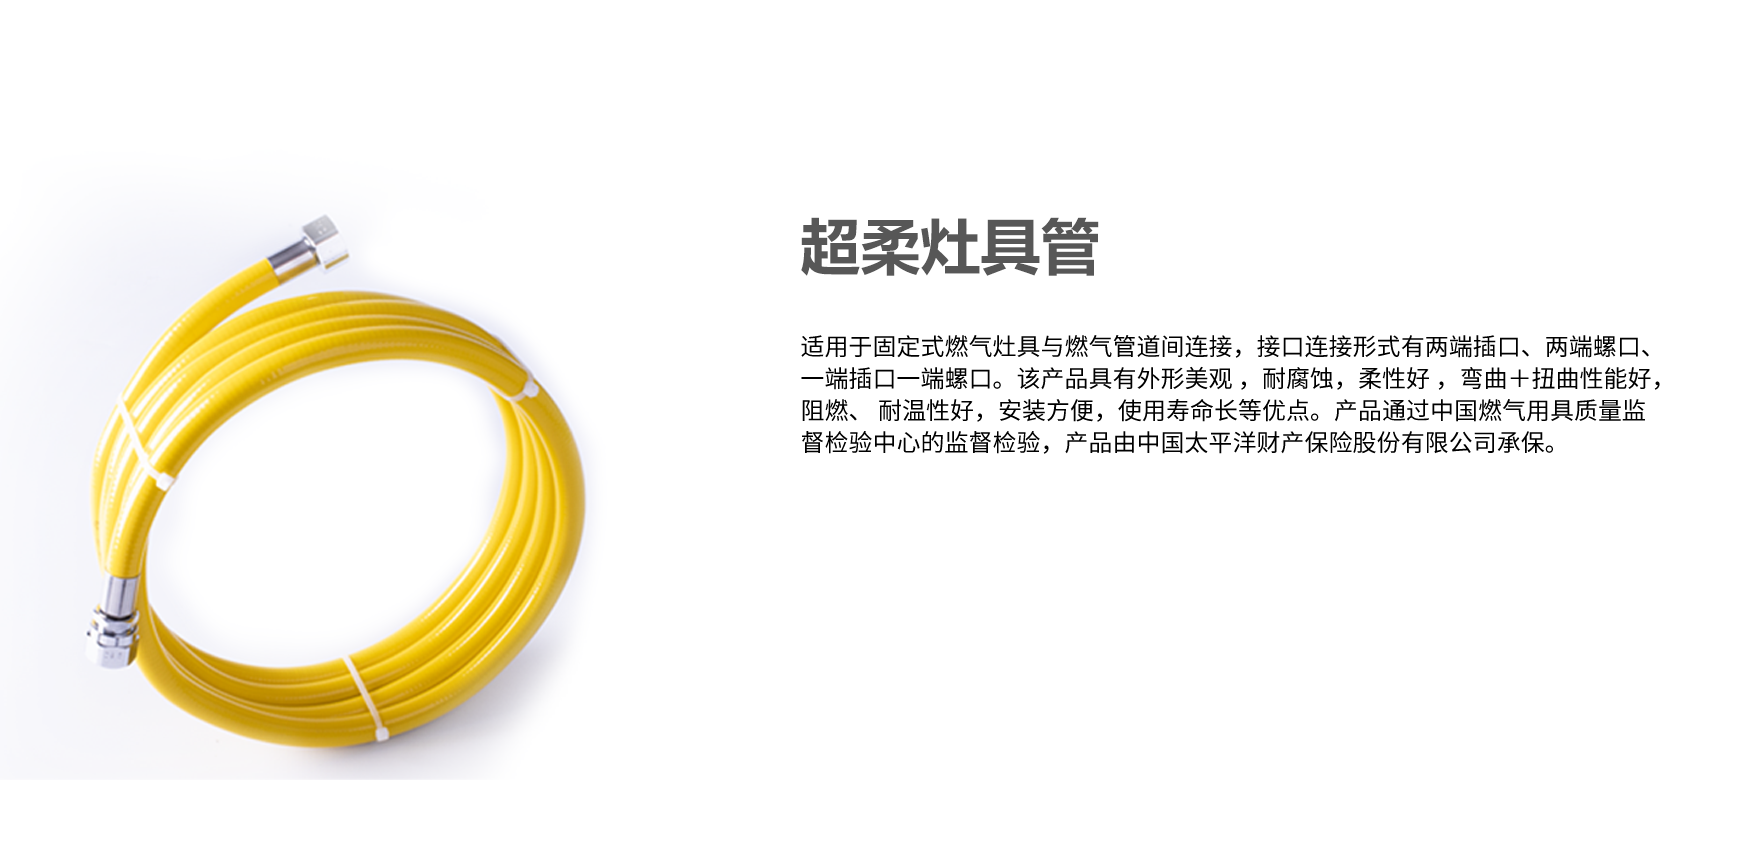 超柔灶具管
适用于固定式燃气灶具与燃气管道间连接，接口连接形式有两端插口、两端螺口、
一端插口一端螺口。该产品具有外形美观 ，耐腐蚀，柔性好 ，弯曲＋扭曲性能好，
阻燃、 耐温性好，安装方便，使用寿命长等优点。产品通过中国燃气用具质量监
督检验中心的监督检验，产品由中国太平洋财产保险股份有限公司承保。